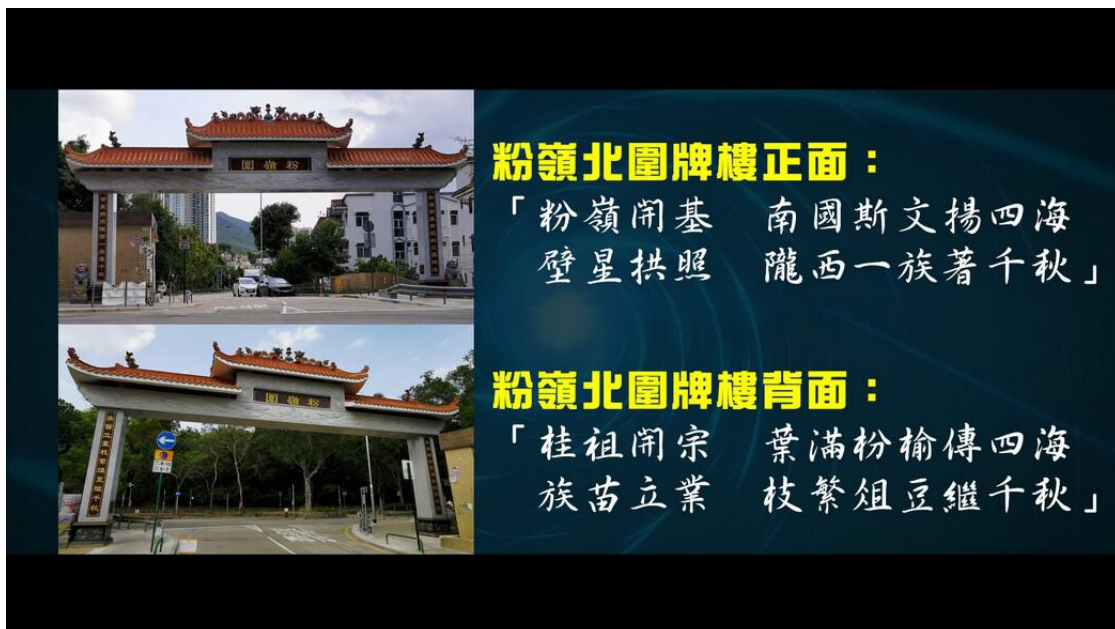 粉嶺圍
粉嶺圍
粉嶺北圍牌樓正面：
「粉嶺開基　南國斯文揚四海
壁星拱照　隴西一族著千秋」
粉嶺北圍牌樓背面：
「桂祖開宗　葉滿枌榆傳四海
族苗立業　枝繁俎豆繼千秋」